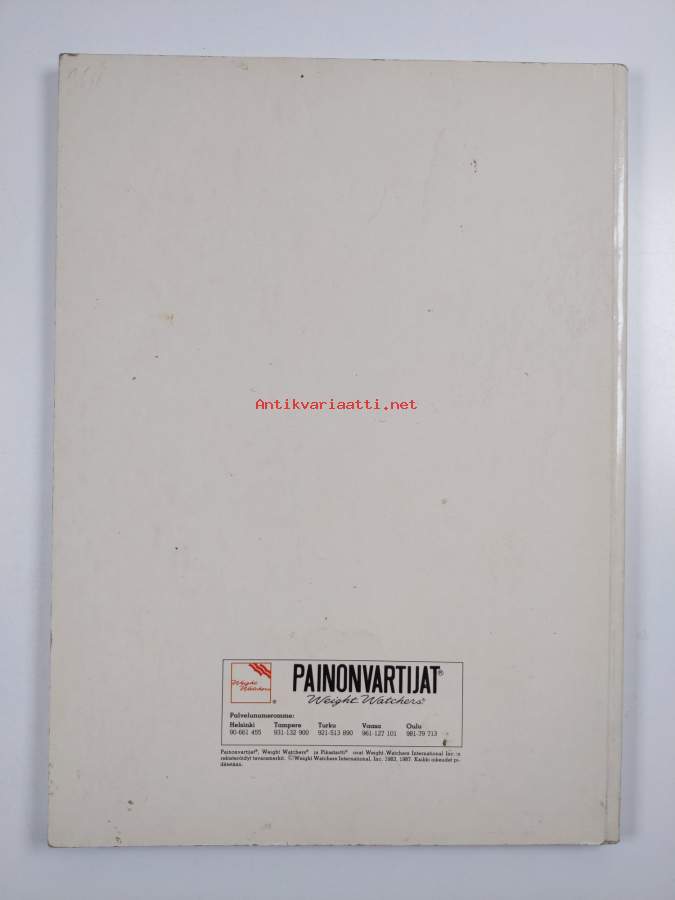 Antikvariaatti.net
Weight Watchers ® PAINONVARTIJAT®
Weight Watchers®
Palvelunumeromme:
Helsinki Tampere Turku Vaasa Oulu
90-661 455 931-132 900 921-513 890 961-127 101 981-79 713
Painonvartijat®, Weight Watchers® ja Pikastartti® ovat Weight Watchers International Inc:n
rekisteröidyt tavaramerkit. ©Weight Watchers International, Inc. 1983, 1987. Kaikki oikeudet pi-
dätetään.